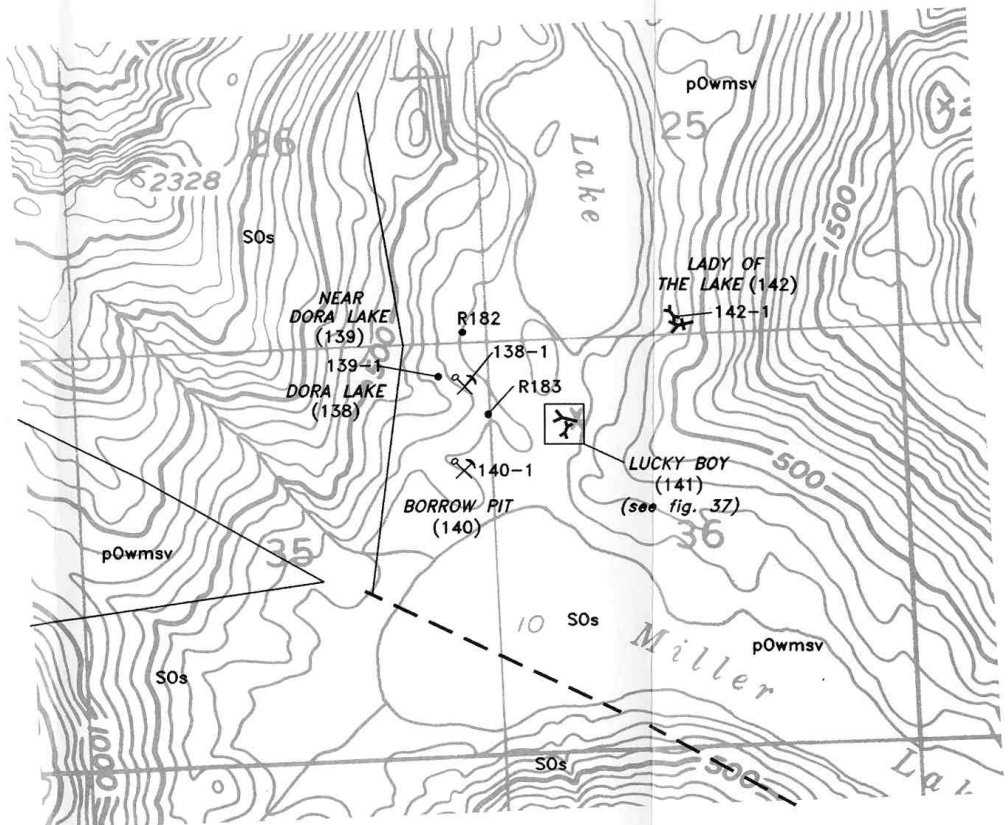 pOwmsv
25
26
2328
Lake
SOs
1500
LADY OF
THE LAKE (142)
142-1
NEAR
DORA LAKE
(139)
R182
138-1
139-1
DORA LAKE
(138)
R183
140-1
BORROW PIT
(140)
LUCKY BOY
(141)
(see fig. 37)
500
36
35
pOwmsv
10
SOs
Miller
pOwmsv
SOs
1000
SOs
500